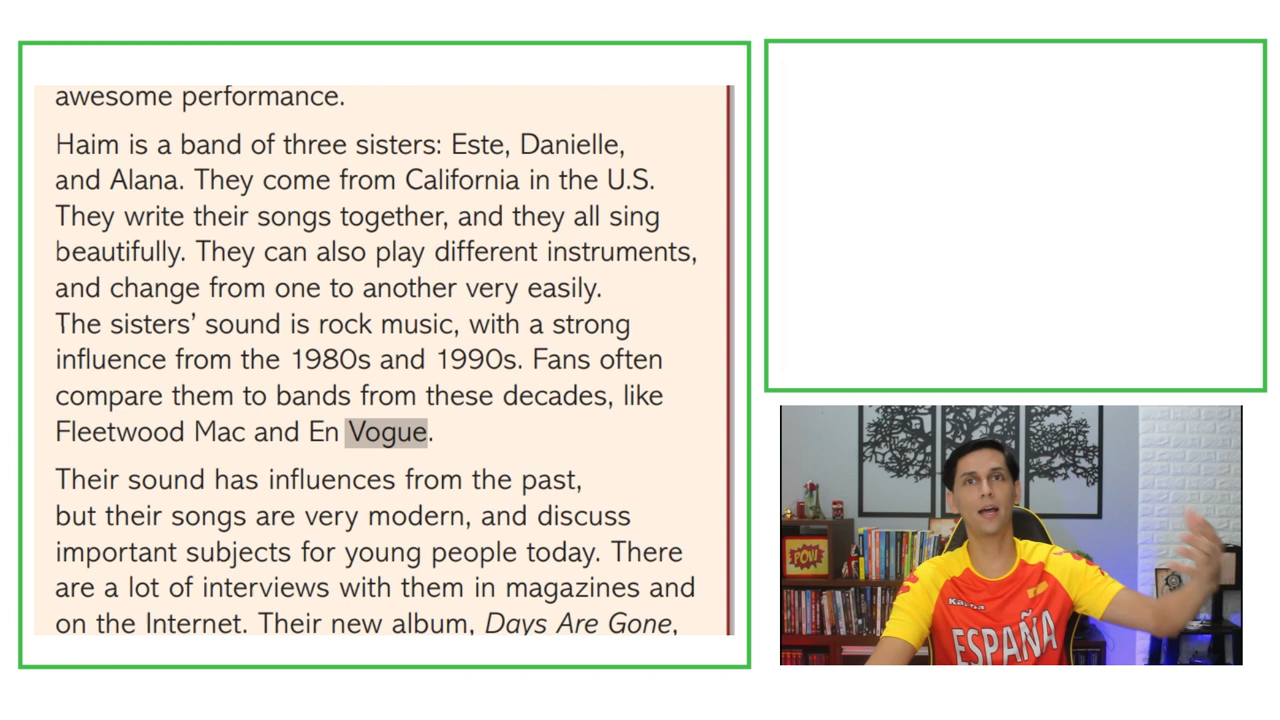 awesome performance.
Haim is a band of three sisters: Este, Danielle,
and Alana. They come from California in the U.S.
They write their songs together, and they all sing
beautifully. They can also play different instruments,
and change from one to another very easily.
The sisters’ sound is rock music, with a strong
influence from the 1980s and 1990s. Fans often
compare them to bands from these decades, like
Fleetwood Mac and En Vogue.
Their sound has influences from the past,
but their songs are very modern, and discuss
important subjects for young people today. There
are a lot of interviews with them in magazines and
on the Internet. Their new album, Days Are Gone,
POW
ESPAÑA